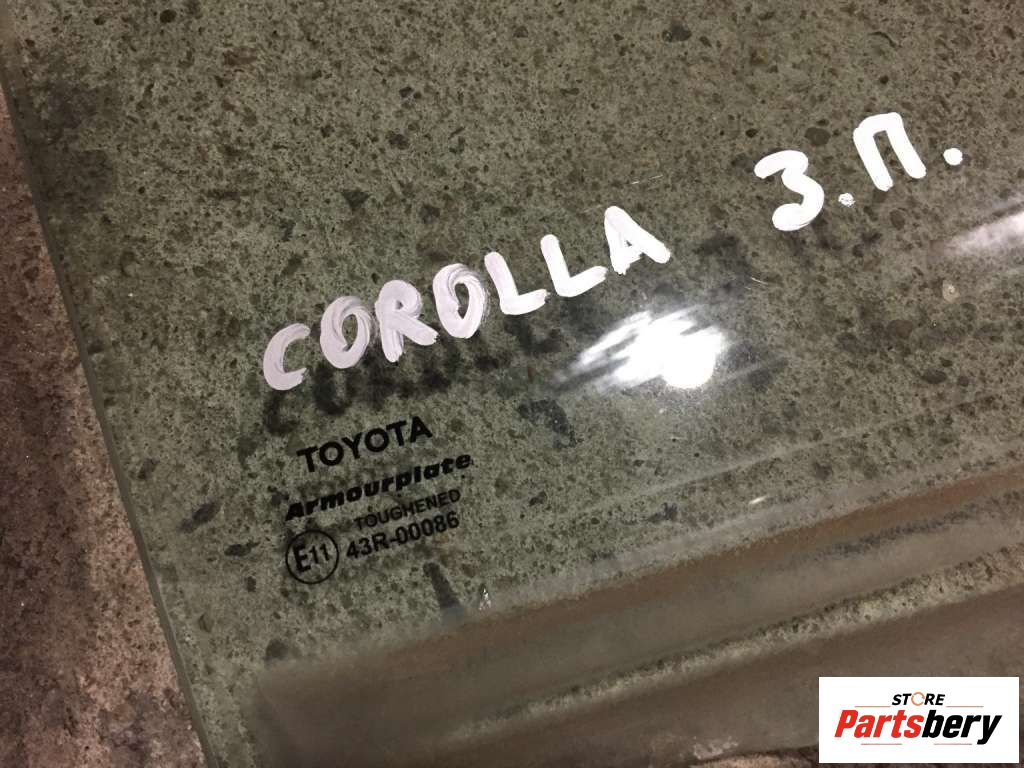 COROLLA З.П.
TOYOTA
Armourplate
TOUGHENED
E11 43R-00086
STORE
Partsbery